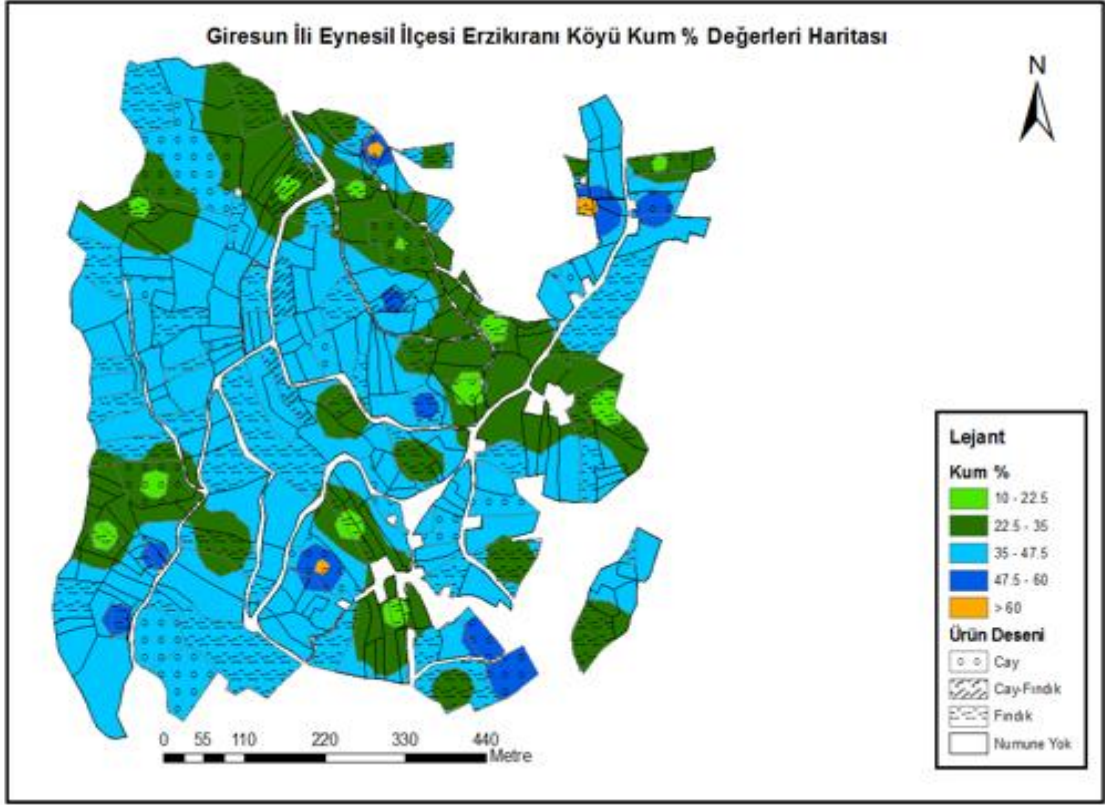 Giresun İli Eynesil İlçesi Erzikıranı Köyü Kum % Değerleri Haritası
N
Lejant
Kum %
10 - 22.5
22.5 - 35
35 - 47.5
47.5 - 60
> 60
Ürün Deseni
Cay
Cay-Fındık
Fındık
Numune Yok
0 55 110 220 330 440
Metre